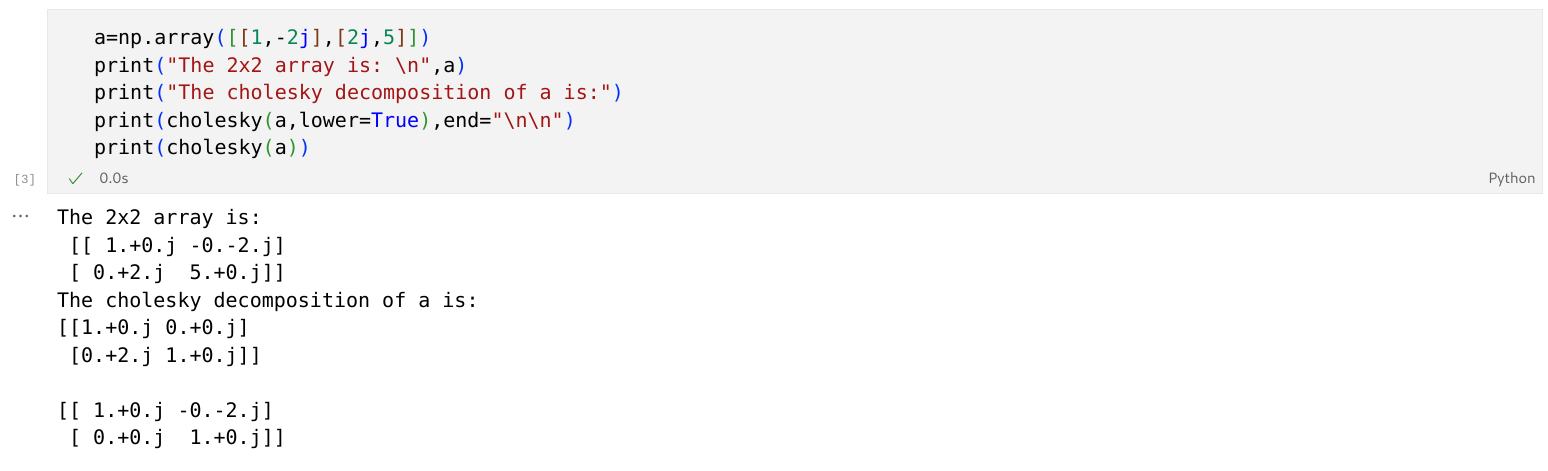 a=np.array([[1,-2j],[2j,5]])
print("The 2x2 array is: \n",a)
print("The cholesky decomposition of a is:")
print(cholesky(a,lower=True),end="\n\n")
print(cholesky(a))
[3] ✓ 0.0s Python
... The 2x2 array is:
 [[ 1.+0.j -0.-2.j]
 [ 0.+2.j  5.+0.j]]
The cholesky decomposition of a is:
[[1.+0.j 0.+0.j]
 [0.+2.j 1.+0.j]]
[[ 1.+0.j -0.-2.j]
 [ 0.+0.j  1.+0.j]]